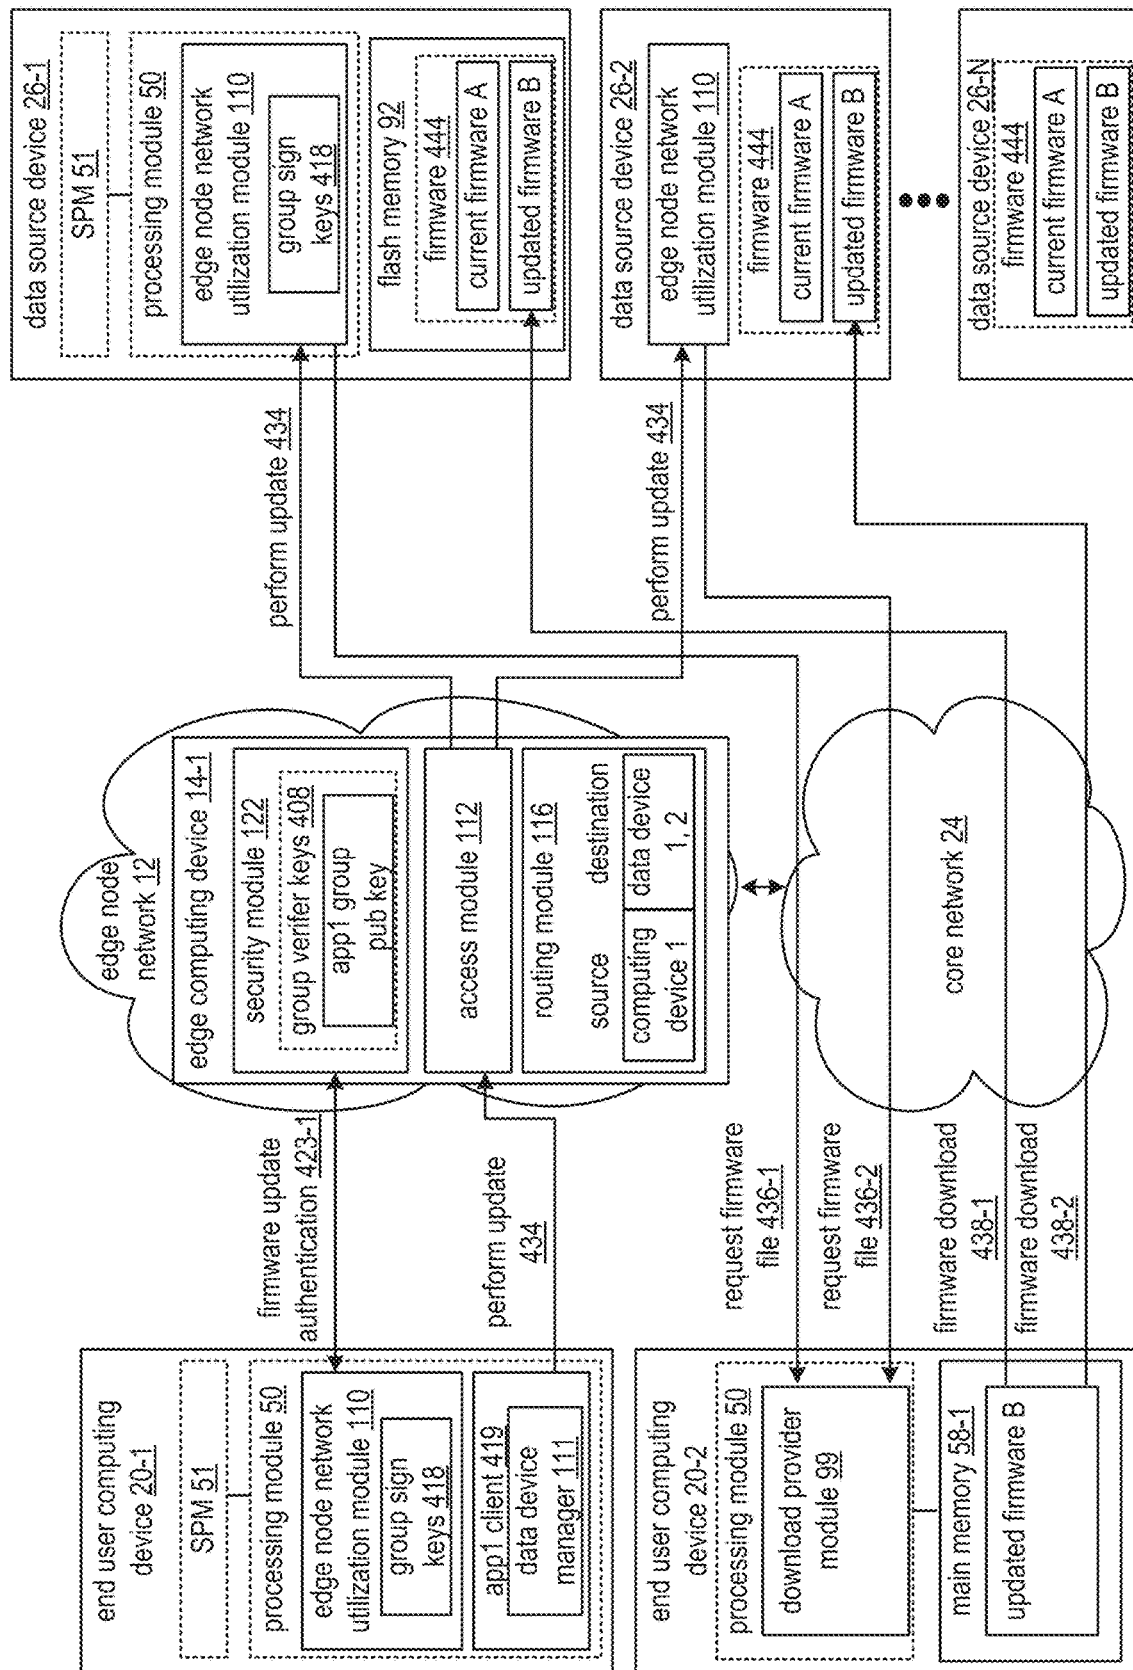 end user computing
device 20-1
SPM 51
processing module 50
edge node network
utilization module 110
group sign
keys 418
app1 client 419
data device
manager 111
end user computing
device 20-2
processing module 50
download provider
module 99
main memory 58-1
updated firmware B
firmware update
authentication 423-1
perform update
434
request firmware
file 436-1
request firmware
file 436-2
firmware download
438-1
firmware download
438-2
edge node
network 12
edge computing device 14-1
security module 122
group verifer keys 408
app1 group
pub key
access module 112
routing module 116
source destination
computing
device 1
data device
1, 2
core network 24
perform update 434
perform update 434
data source device 26-1
SPM 51
processing module 50
edge node network
utilization module 110
group sign
keys 418
flash memory 92
firmware 444
current firmware A
updated firmware B
data source device 26-2
edge node network
utilization module 110
firmware 444
current firmware A
updated firmware B
data source device 26-N
firmware 444
current firmware A
updated firmware B